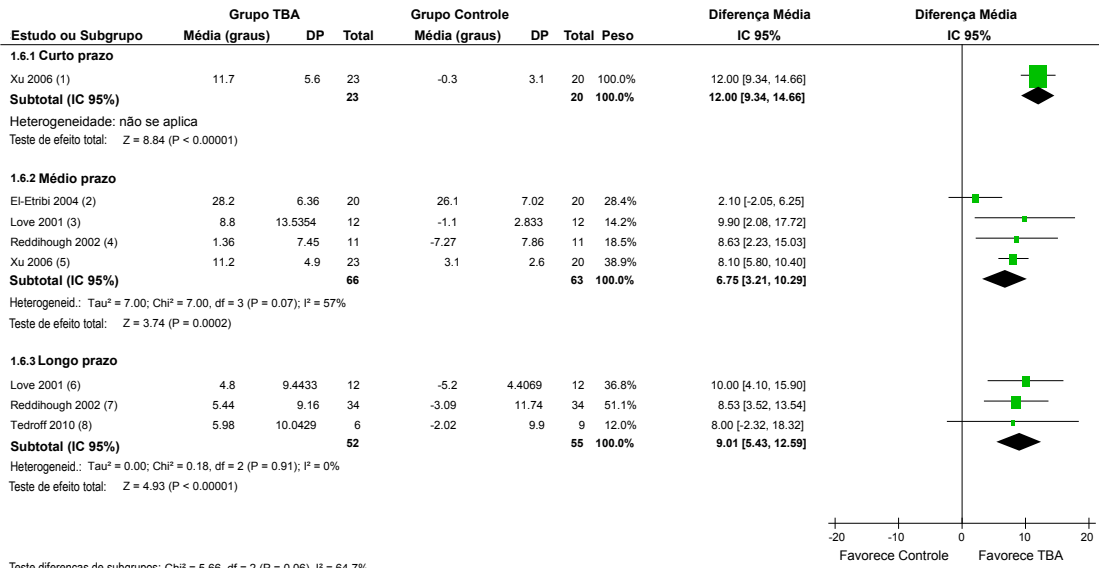 Grupo TBA Grupo Controle Diferença Média Diferença Média
Estudo ou Subgrupo Média (graus) DP Total Média (graus) DP Total Peso IC 95% IC 95%
1.6.1 Curto prazo
Xu 2006 (1) 11.7 5.6 23 -0.3 3.1 20 100.0% 12.00 [9.34, 14.66]
Subtotal (IC 95%) 23 20 100.0% 12.00 [9.34, 14.66]
Heterogeneidade: não se aplica
Teste de efeito total: Z = 8.84 (P < 0.00001)
1.6.2 Médio prazo
El-Etribi 2004 (2) 28.2 6.36 20 26.1 7.02 20 28.4% 2.10 [-2.05, 6.25]
Love 2001 (3) 8.8 13.5354 12 -1.1 2.833 12 14.2% 9.90 [2.08, 17.72]
Reddihough 2002 (4) 1.36 7.45 11 -7.27 7.86 11 18.5% 8.63 [2.23, 15.03]
Xu 2006 (5) 11.2 4.9 23 3.1 2.6 20 38.9% 8.10 [5.80, 10.40]
Subtotal (IC 95%) 66 63 100.0% 6.75 [3.21, 10.29]
Heterogeneid.: Tau² = 7.00; Chi² = 7.00, df = 3 (P = 0.07); I² = 57%
Teste de efeito total: Z = 3.74 (P = 0.0002)
1.6.3 Longo prazo
Love 2001 (6) 4.8 9.4433 12 -5.2 4.4069 12 36.8% 10.00 [4.10, 15.90]
Reddihough 2002 (7) 5.44 9.16 34 -3.09 11.74 34 51.1% 8.53 [3.52, 13.54]
Tedroff 2010 (8) 5.98 10.0429 6 -2.02 9.9 9 12.0% 8.00 [-2.32, 18.32]
Subtotal (IC 95%) 52 55 100.0% 9.01 [5.43, 12.59]
Heterogeneid.: Tau² = 0.00; Chi² = 0.18, df = 2 (P = 0.91); I² = 0%
Teste de efeito total: Z = 4.93 (P < 0.00001)
-20 -10 0 10 20
Favorece Controle Favorece TBA
Teste diferenças de subgrupos: Chi² = 5.66, df = 2 (P = 0.06), I² = 64.7%